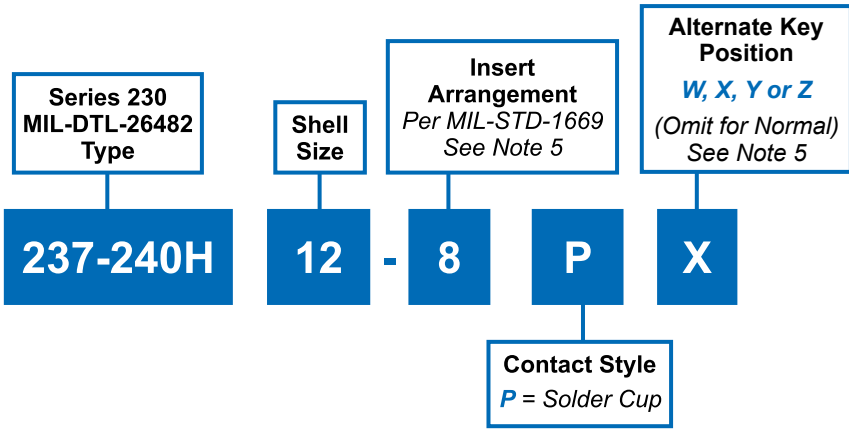 Series 230
MIL-DTL-26482
Type
Shell
Size
Insert
Arrangement
Per MIL-STD-1669
See Note 5
Alternate Key
Position
W, X, Y or Z
(Omit for Normal)
See Note 5
237-240H 12 - 8 P X
Contact Style
P = Solder Cup